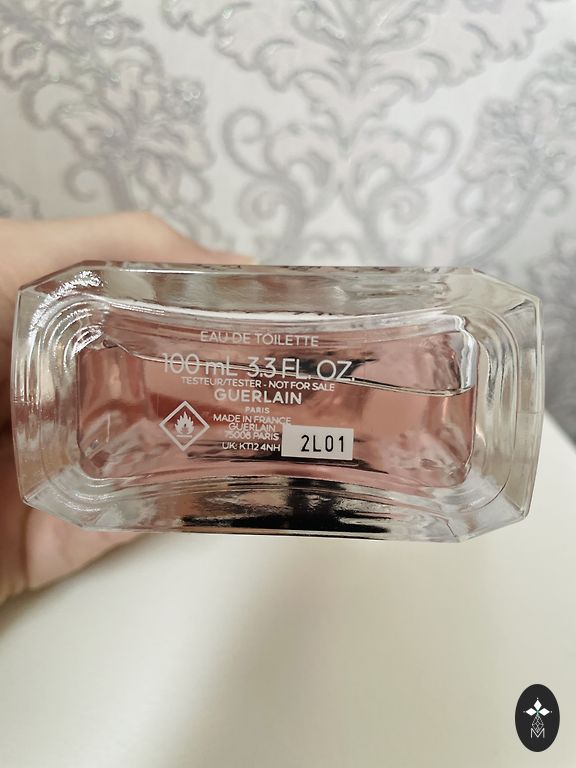 EAU DE TOILETTE
100 mL 3.3 FL. OZ.
TESTEUR/TESTER - NOT FOR SALE
GUERLAIN
PARIS
MADE IN FRANCE
GUERLAIN
75008 PARIS
UK: KT12 4NH
2L01
M